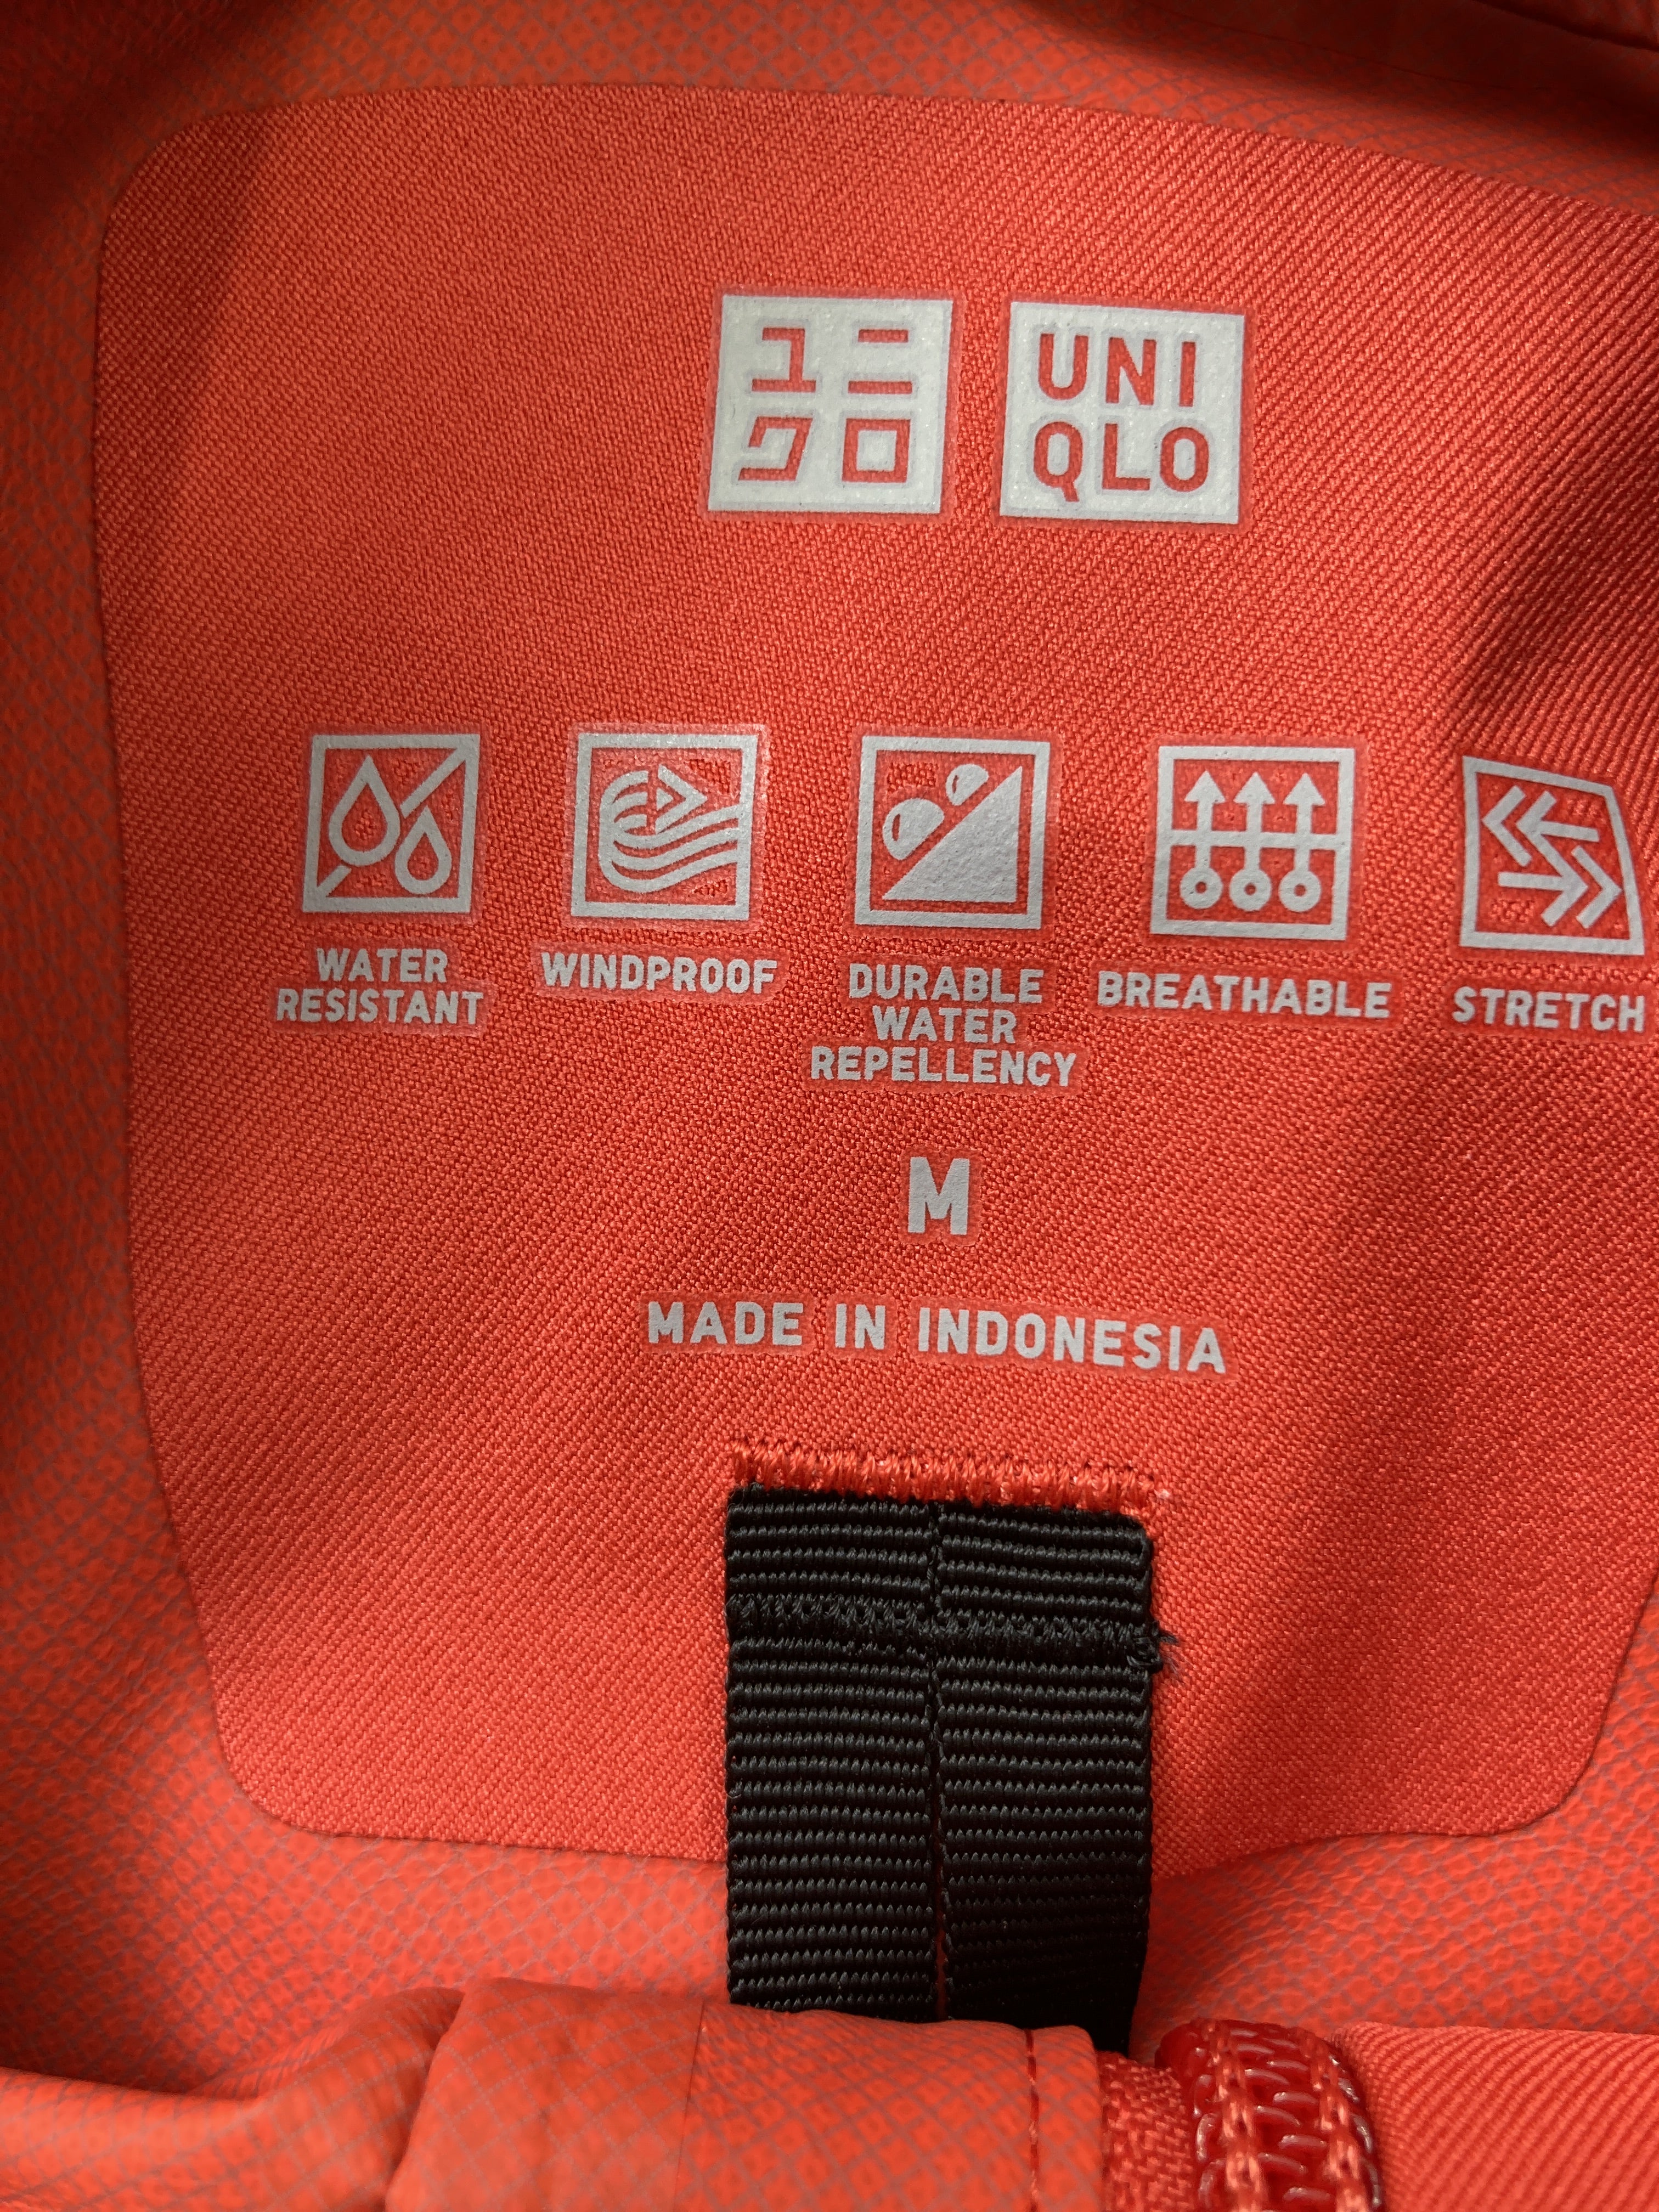 ユニ
クロ
UNI
QLO
WATER
RESISTANT
WINDPROOF
DURABLE
WATER
REPELLENCY
BREATHABLE
STRETCH
M
MADE IN INDONESIA